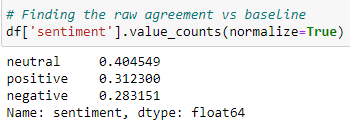 # Finding the raw agreement vs baseline
df['sentiment'].value_counts(normalize=True)
neutral     0.404549
positive    0.312300
negative    0.283151
Name: sentiment, dtype: float64